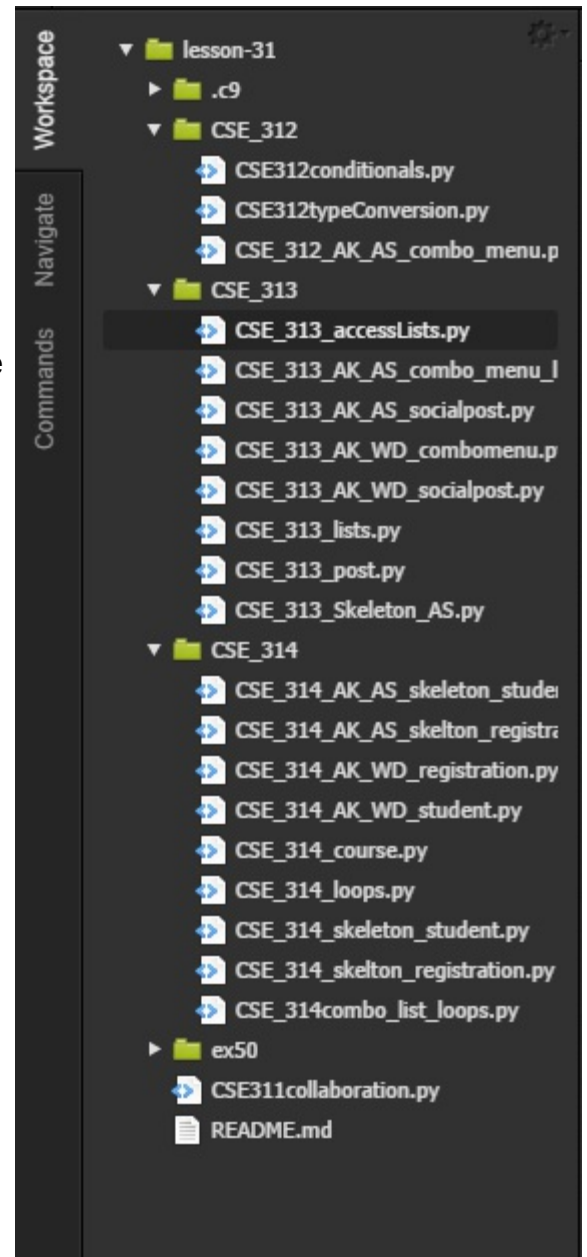 Workspace
Navigate
Commands
e
lesson-31
.c9
CSE_312
CSE312conditionals.py
CSE312typeConversion.py
CSE_312_AK_AS_combo_menu.p
CSE_313
CSE_313_accessLists.py
CSE_313_AK_AS_combo_menu_l
CSE_313_AK_AS_socialpost.py
CSE_313_AK_WD_combomenu.p
CSE_313_AK_WD_socialpost.py
CSE_313_lists.py
CSE_313_post.py
CSE_313_Skeleton_AS.py
CSE_314
CSE_314_AK_AS_skeleton_studer
CSE_314_AK_AS_skelton_registra
CSE_314_AK_WD_registration.py
CSE_314_AK_WD_student.py
CSE_314_course.py
CSE_314_loops.py
CSE_314_skeleton_student.py
CSE_314_skelton_registration.py
CSE_314combo_list_loops.py
ex50
CSE311collaboration.py
README.md